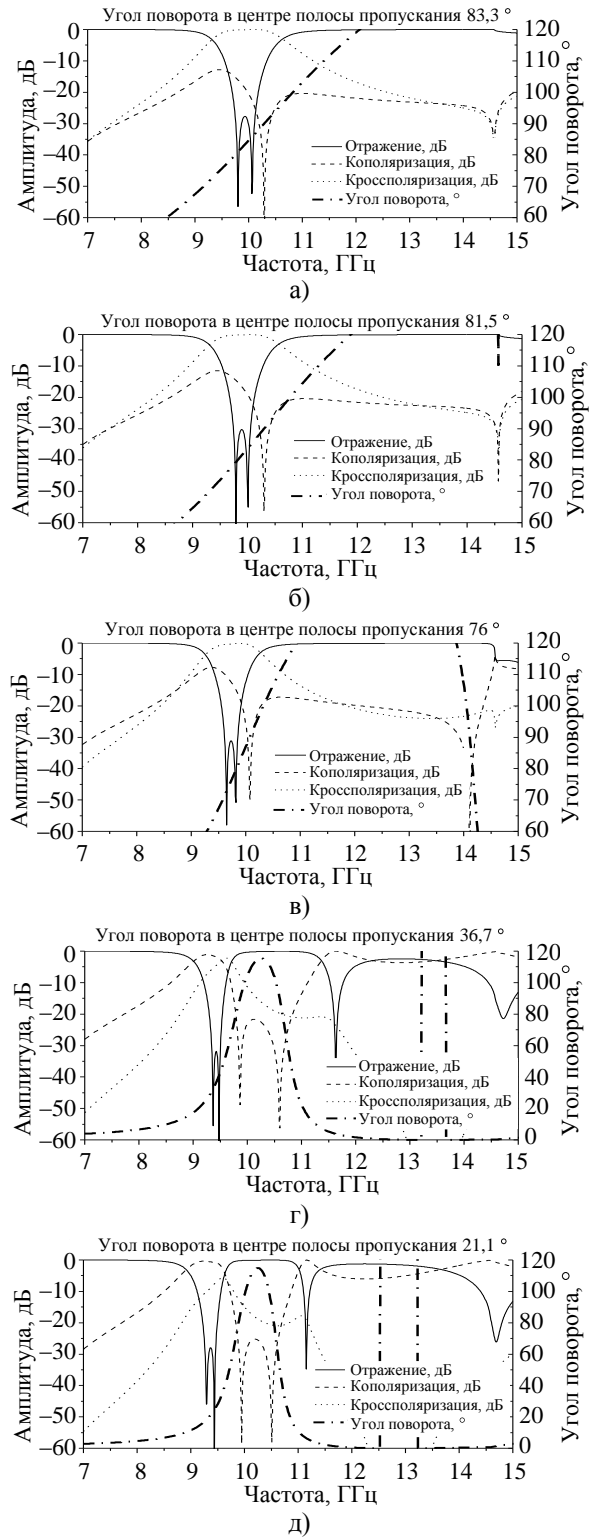 Угол поворота в центре полосы пропускания 83,3 °
Амплитуда, дБ
0
−10
−20
−30
−40
−50
−60
Отражение, дБ
Кополяризация, дБ
Кроссполяризация, дБ
Угол поворота, °
120
110
100
90
80
70
60
Угол поворота,°
7 8 9 10 11 12 13 14 15
Частота, ГГц
а)
Угол поворота в центре полосы пропускания 81,5 °
Амплитуда, дБ
0
−10
−20
−30
−40
−50
−60
Отражение, дБ
Кополяризация, дБ
Кроссполяризация, дБ
Угол поворота, °
120
110
100
90
80
70
60
Угол поворота,°
7 8 9 10 11 12 13 14 15
Частота, ГГц
б)
Угол поворота в центре полосы пропускания 76 °
Амплитуда, дБ
0
−10
−20
−30
−40
−50
−60
Отражение, дБ
Кополяризация, дБ
Кроссполяризация, дБ
Угол поворота, °
120
110
100
90
80
70
60
Угол поворота,°
7 8 9 10 11 12 13 14 15
Частота, ГГц
в)
Угол поворота в центре полосы пропускания 36,7 °
Амплитуда, дБ
0
−10
−20
−30
−40
−50
−60
Отражение, дБ
Кополяризация, дБ
Кроссполяризация, дБ
Угол поворота, °
120
100
80
60
40
20
0
Угол поворота,°
7 8 9 10 11 12 13 14 15
Частота, ГГц
г)
Угол поворота в центре полосы пропускания 21,1 °
Амплитуда, дБ
0
−10
−20
−30
−40
−50
−60
Отражение, дБ
Кополяризация, дБ
Кроссполяризация, дБ
Угол поворота, °
120
100
80
60
40
20
0
Угол поворота,°
7 8 9 10 11 12 13 14 15
Частота, ГГц
д)